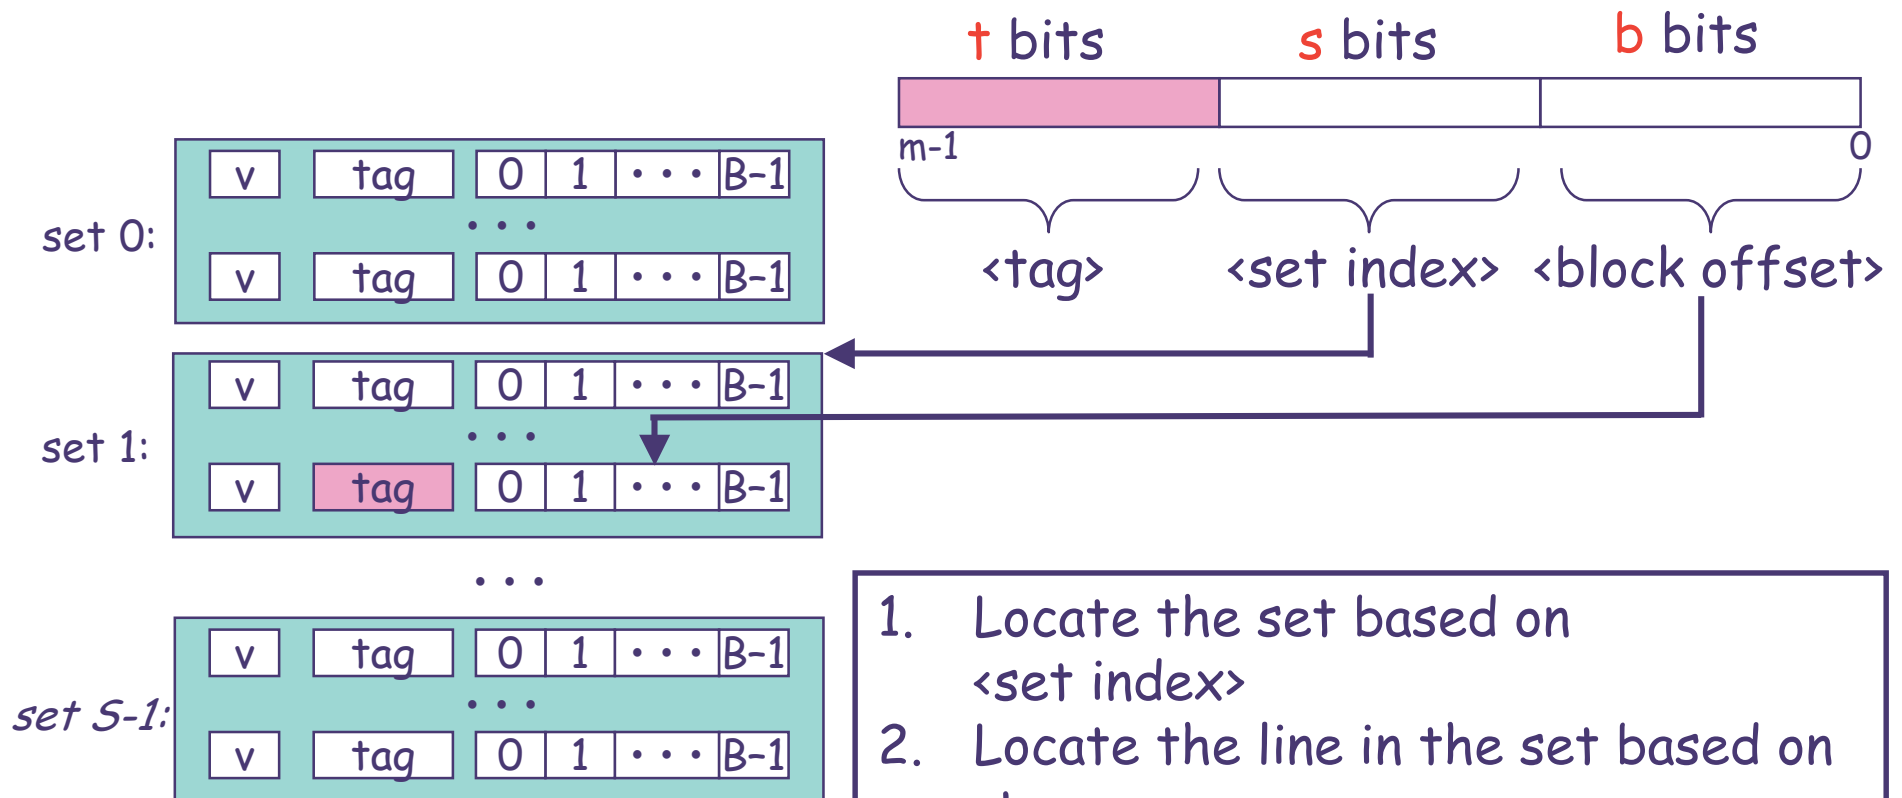 t bits s bits b bits
m-1 0
v tag 0 1 ··· B-1
···
set 0:
v tag 0 1 ··· B-1
<tag> <set index> <block offset>
v tag 0 1 ··· B-1
···
set 1:
v tag 0 1 ··· B-1
···
1. Locate the set based on
<set index>
2. Locate the line in the set based on
v tag 0 1 ··· B-1
···
set S-1:
v tag 0 1 ··· B-1